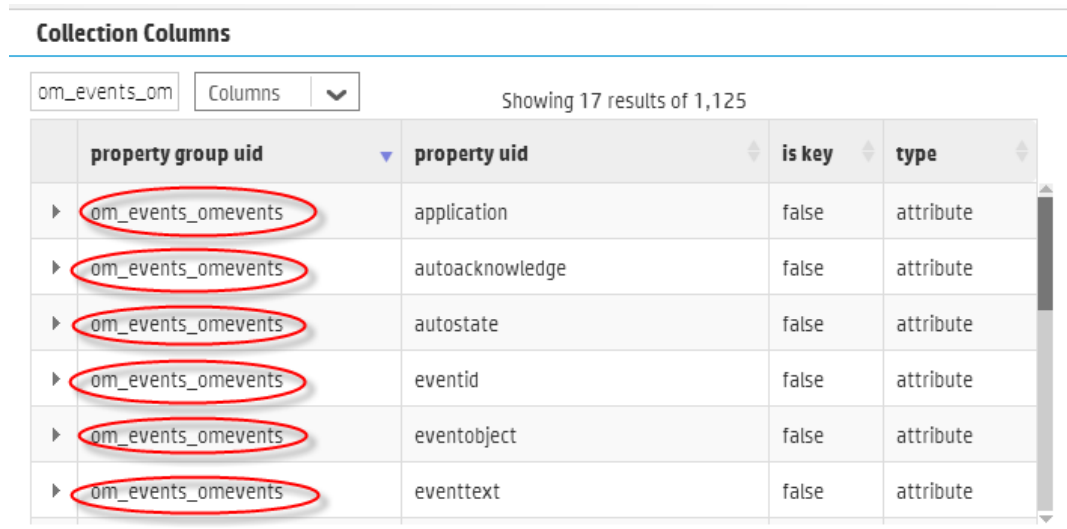 Collection Columns
om_events_om Columns Showing 17 results of 1,125
property group uid property uid is key type
om_events_omevents application false attribute
om_events_omevents autoacknowledge false attribute
om_events_omevents autostate false attribute
om_events_omevents eventid false attribute
om_events_omevents eventobject false attribute
om_events_omevents eventtext false attribute